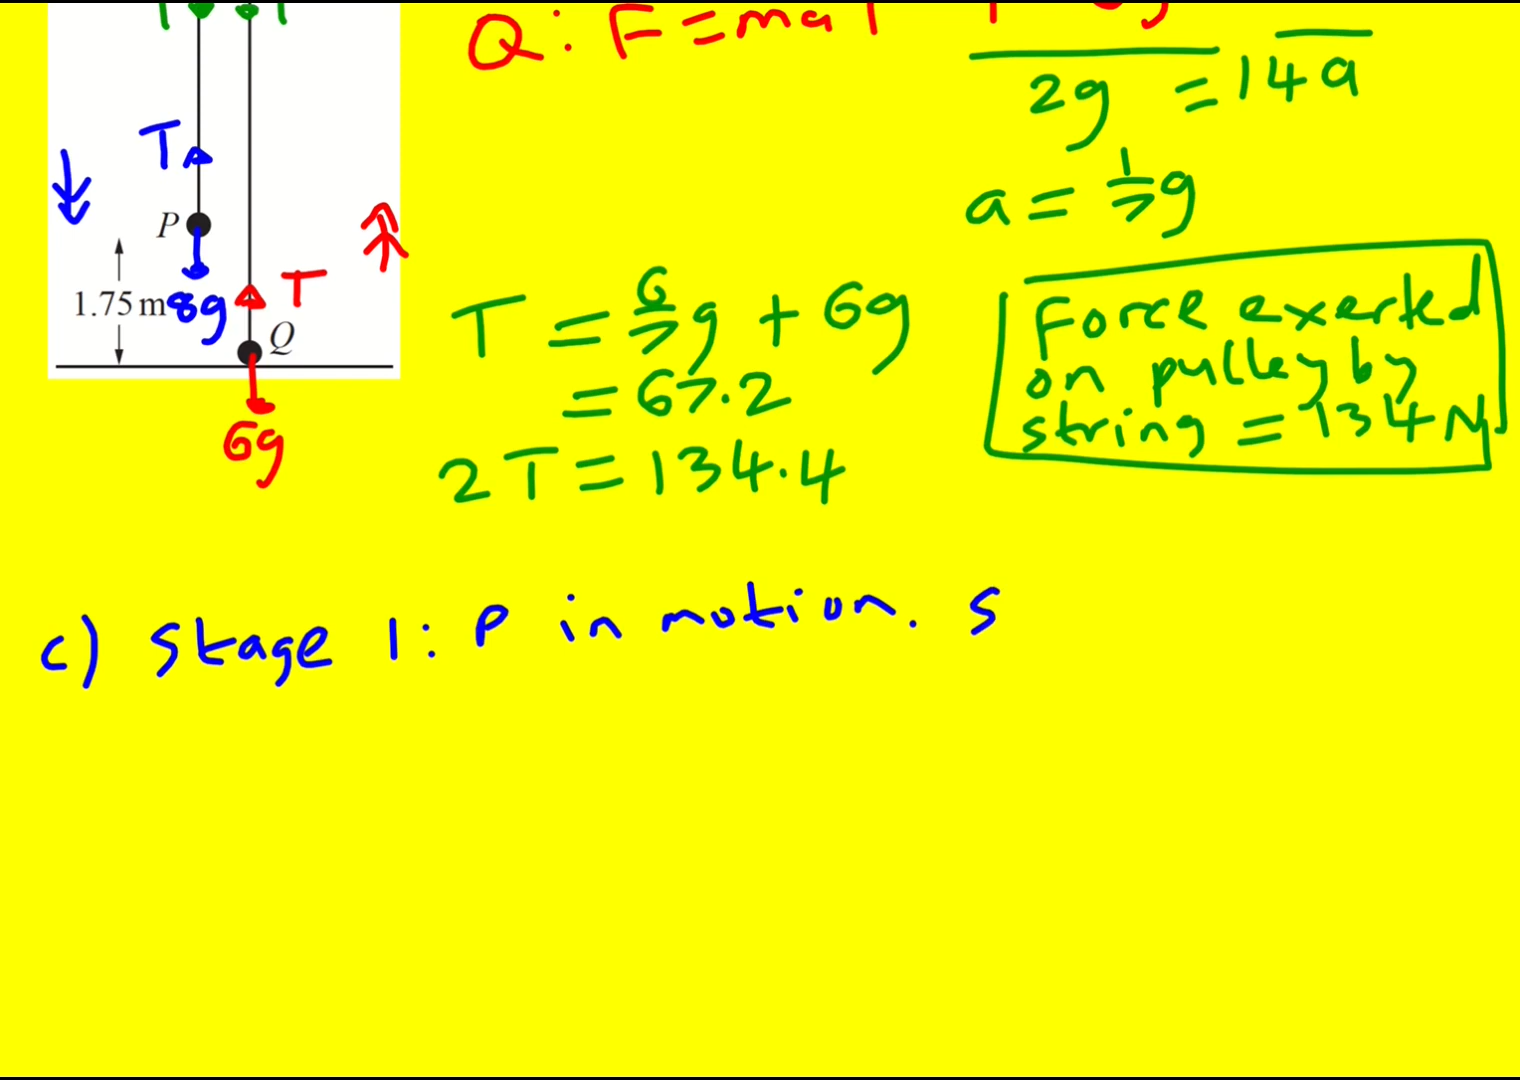 Q: F=ma
2g = 14a
a = 1/7 g
T
P
1.75 m
8g
T
Q
6g
T = 6/7 g + 6g
= 67.2
2T = 134.4
Force exerted
on pulley by
string = 134N
c) Stage 1: P in motion. S